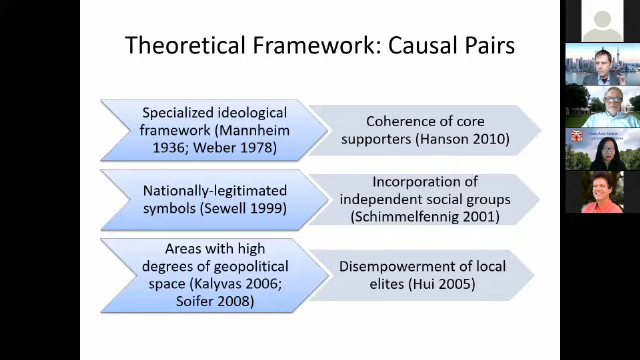 Theoretical Framework: Causal Pairs
Specialized ideological
framework (Mannheim
1936; Weber 1978)
Coherence of core
supporters (Hanson 2010)
Nationally-legitimated
symbols (Sewell 1999)
Incorporation of
independent social groups
(Schimmelfennig 2001)
Areas with high
degrees of geopolitical
space (Kalyvas 2006;
Soifer 2008)
Disempowerment of local
elites (Hui 2005)